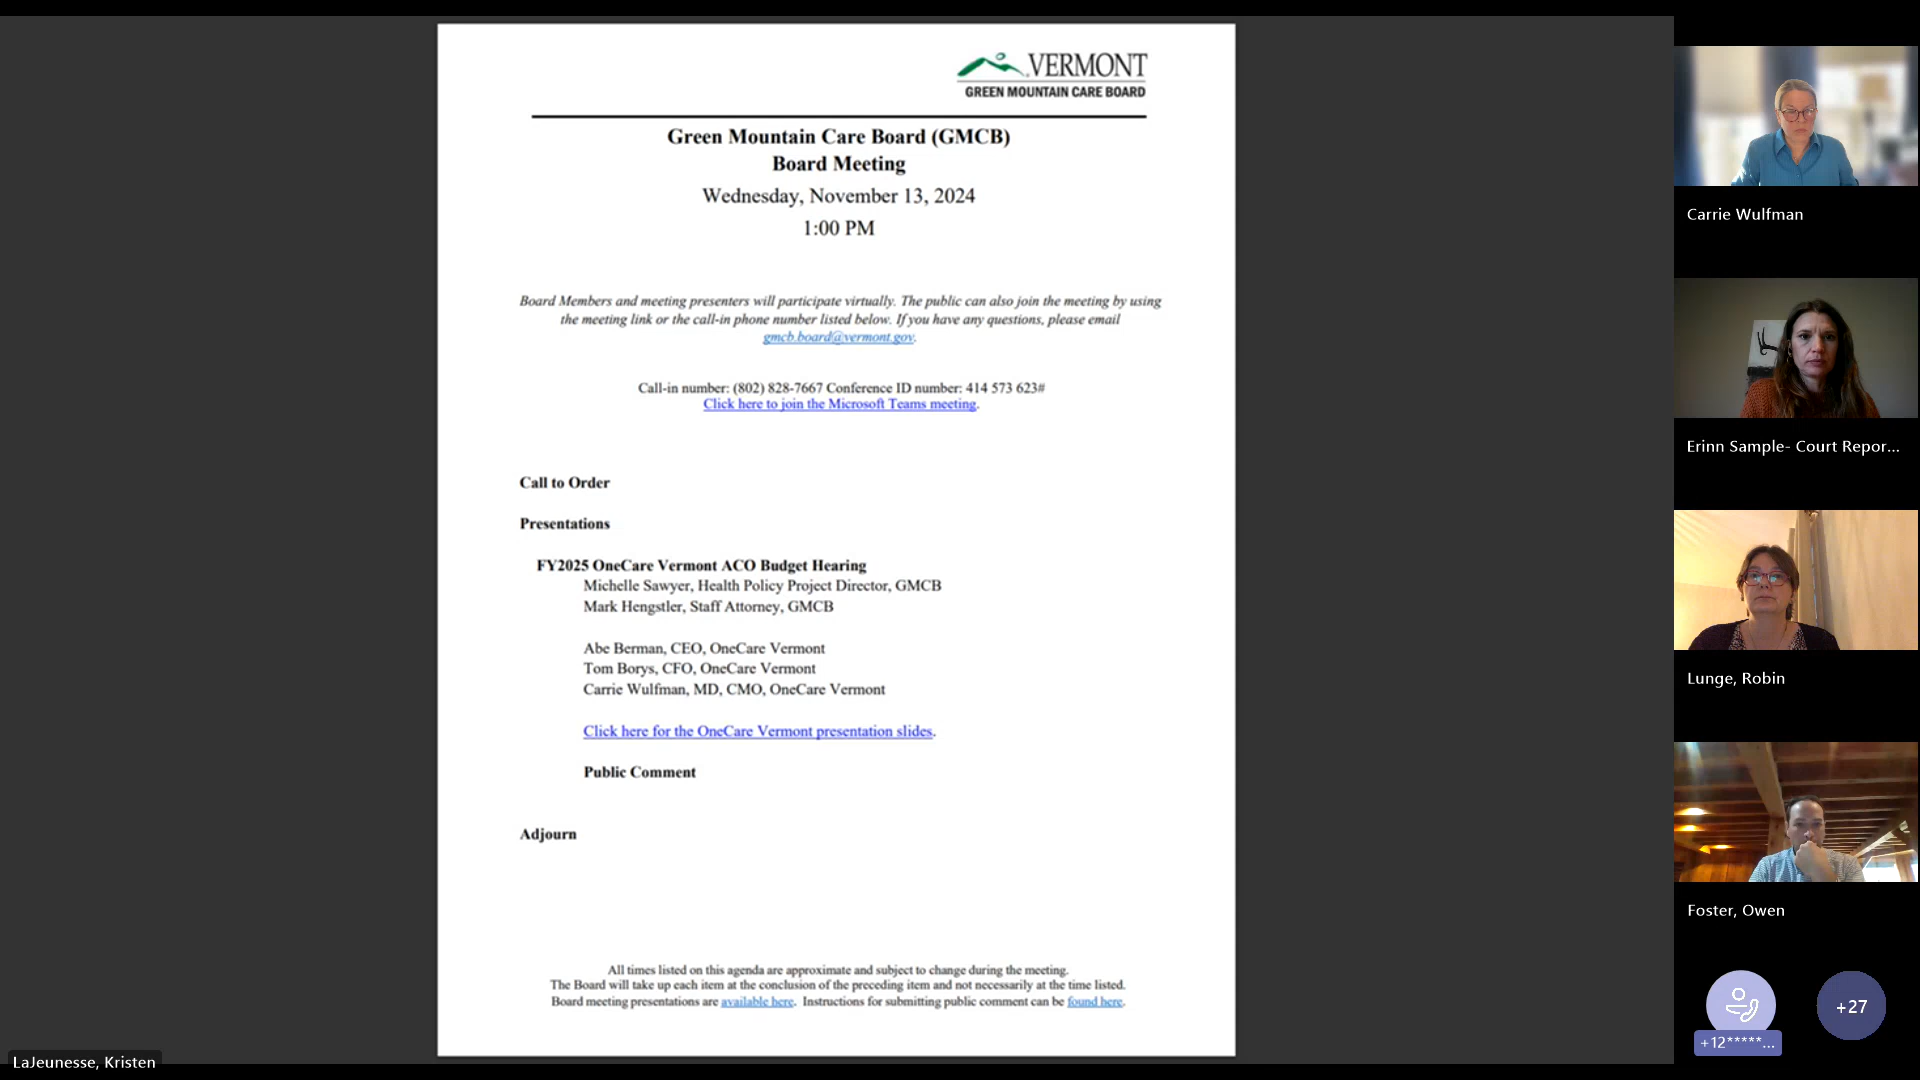 VERMONT
GREEN MOUNTAIN CARE BOARD
Green Mountain Care Board (GMCB)
Board Meeting
Wednesday, November 13, 2024
1:00 PM
Board Members and meeting presenters will participate virtually. The public can also join the meeting by using
the meeting link or the call-in phone number listed below. If you have any questions, please email
gmcb.board@vermont.gov.
Call-in number: (802) 828-7667 Conference ID number: 414 573 623#
Click here to join the Microsoft Teams meeting.
Call to Order
Presentations
FY2025 OneCare Vermont ACO Budget Hearing
Michelle Sawyer, Health Policy Project Director, GMCB
Mark Hengstler, Staff Attorney, GMCB
Abe Berman, CEO, OneCare Vermont
Tom Borys, CFO, OneCare Vermont
Carrie Wulfman, MD, CMO, OneCare Vermont
Click here for the OneCare Vermont presentation slides.
Public Comment
Adjourn
All times listed on this agenda are approximate and subject to change during the meeting.
The Board will take up each item at the conclusion of the preceding item and not necessarily at the time listed.
Board meeting presentations are available here. Instructions for submitting public comment can be found here.
LaJeunesse, Kristen
Carrie Wulfman
Erinn Sample- Court Repor...
Lunge, Robin
Foster, Owen
+12*****...
+27